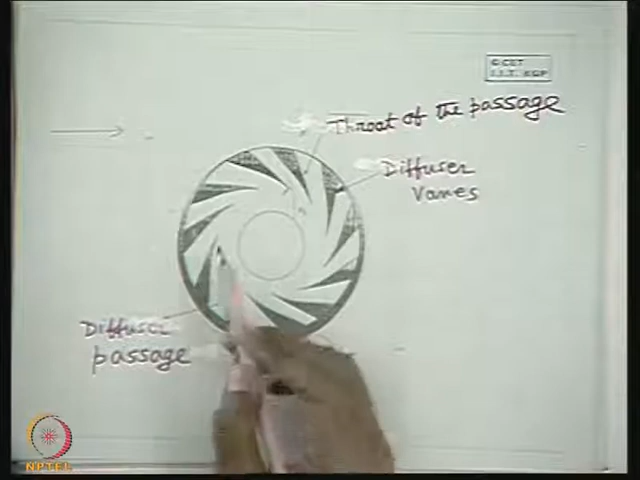 © CET
I.I.T. KGP
Throat of the passage
Diffuser
Vanes
Diffuser
passage
NPTEL